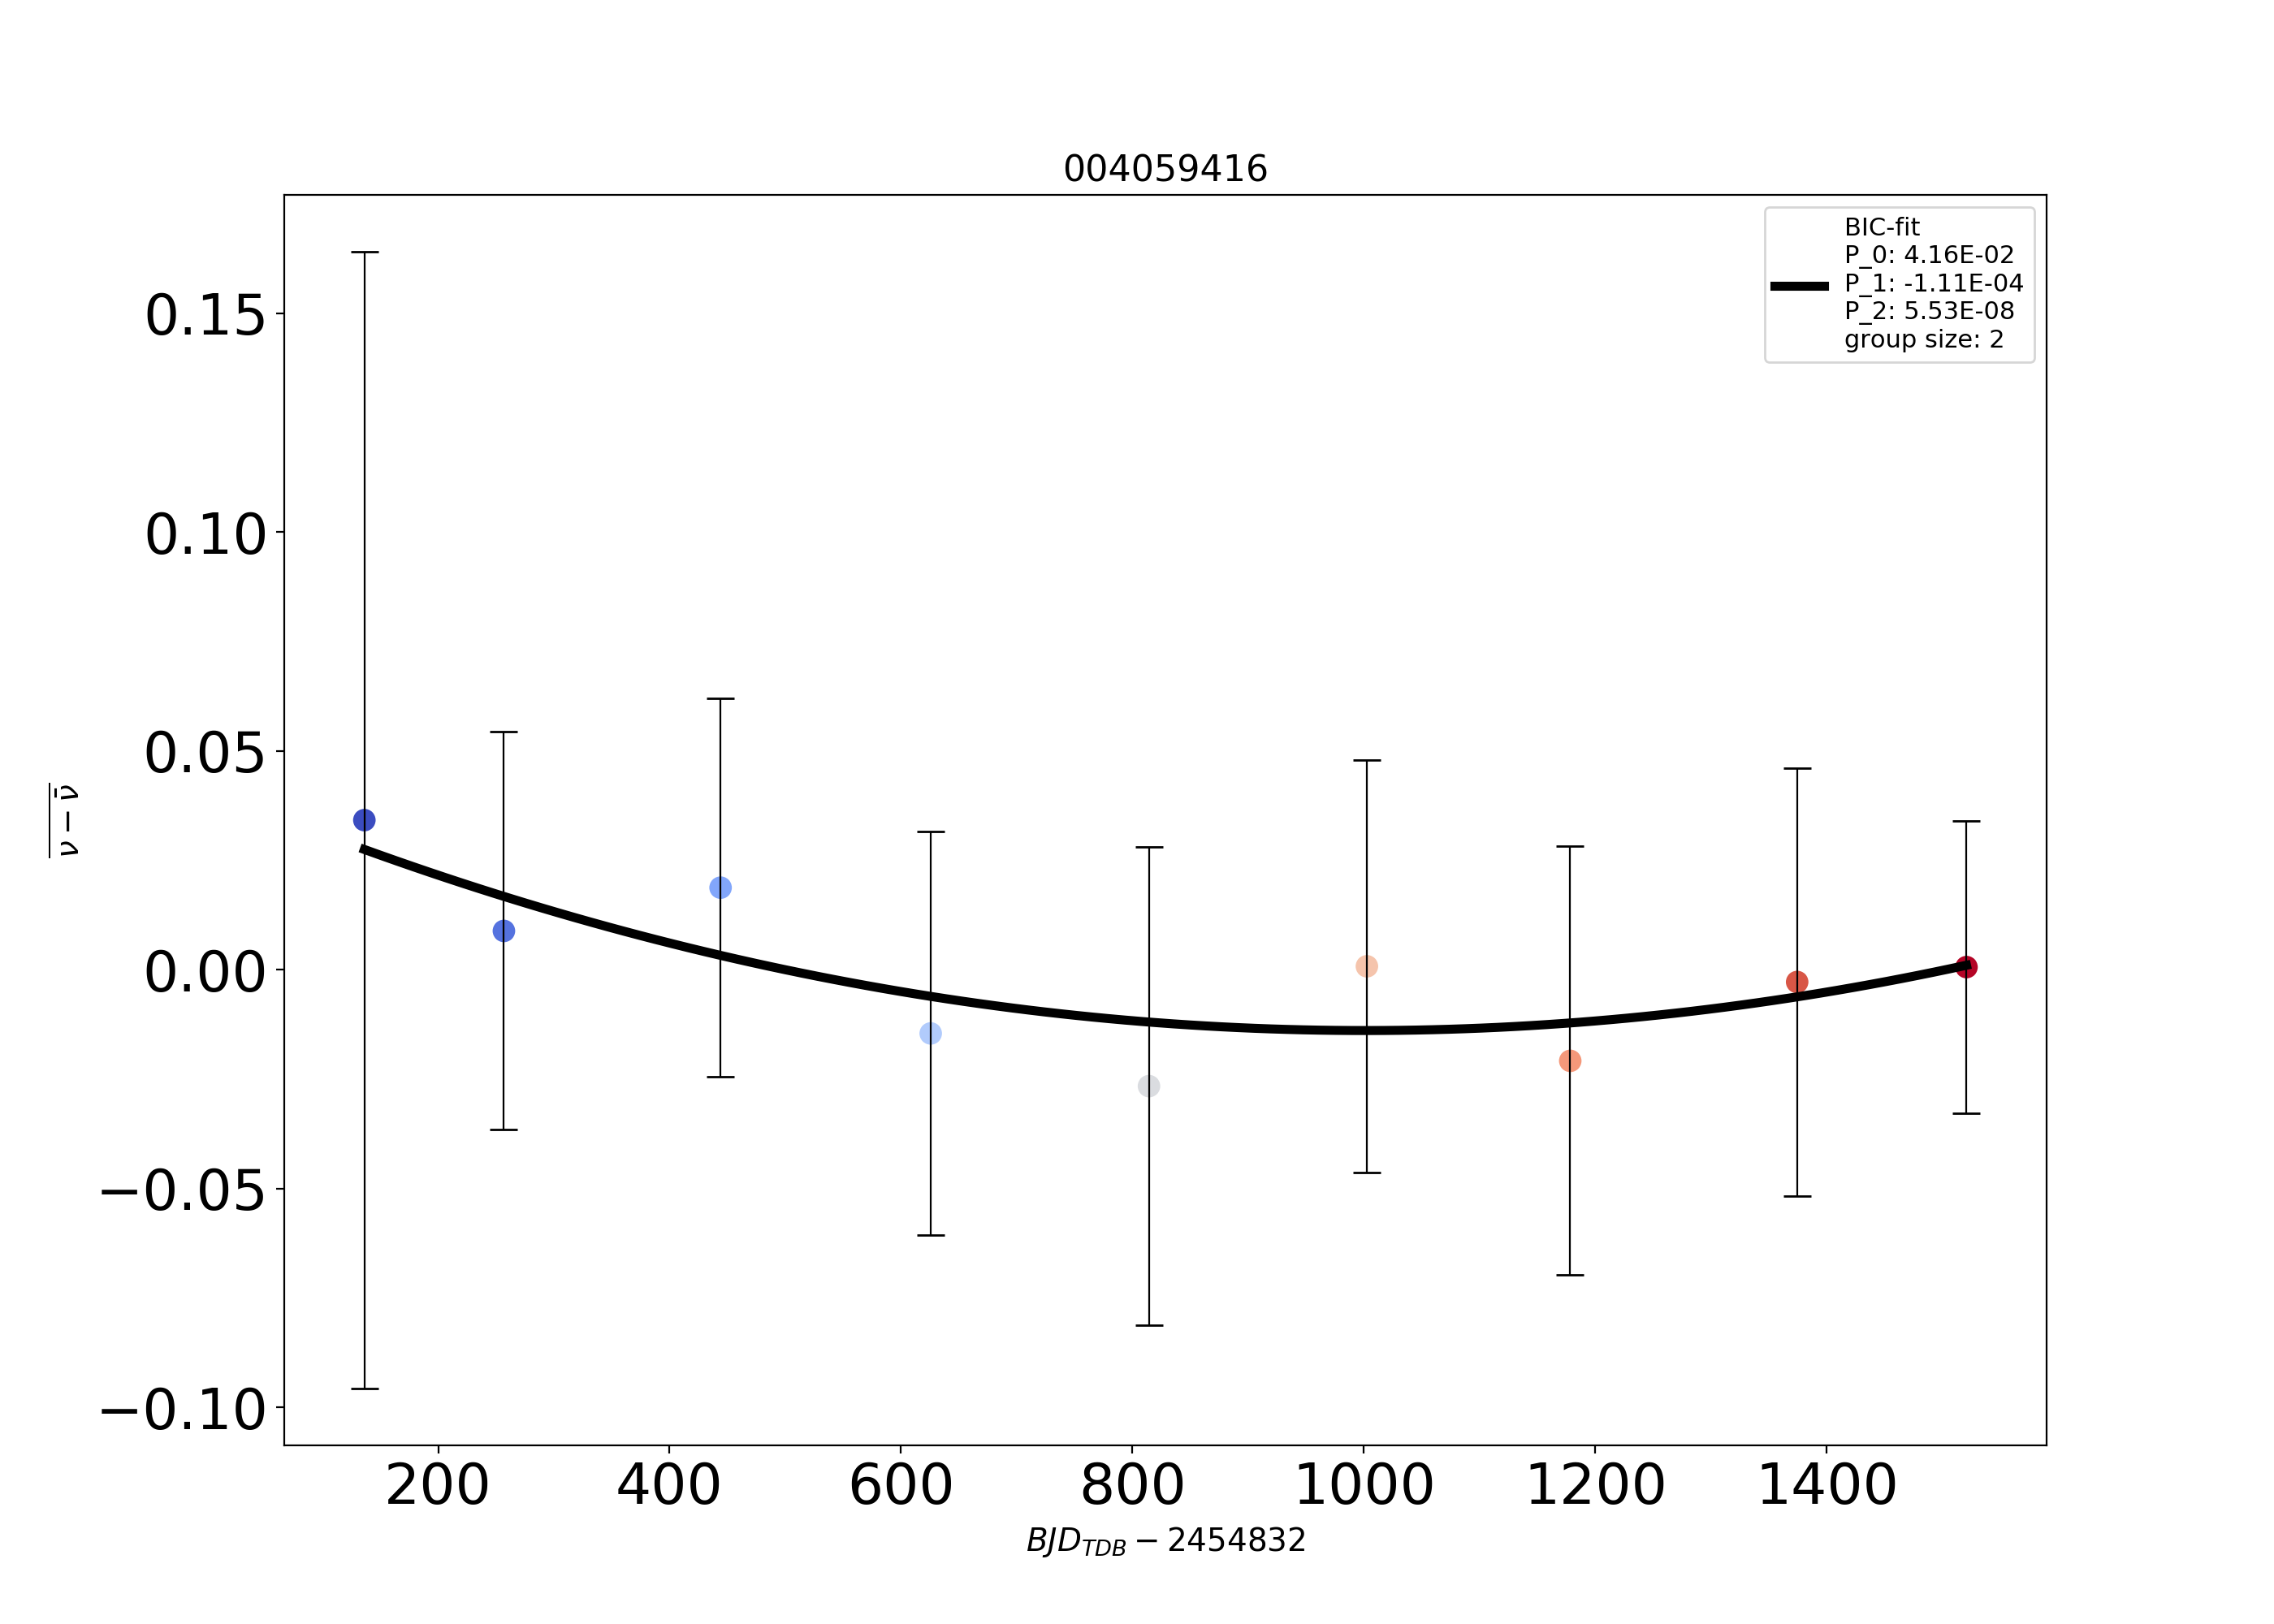 004059416
BIC-fit
P_0: 4.16E-02
P_1: -1.11E-04
P_2: 5.53E-08
group size: 2
0.15
0.10
0.05
0.00
−0.05
−0.10
ν − ν̄
200 400 600 800 1000 1200 1400
BJD_TDB − 2454832